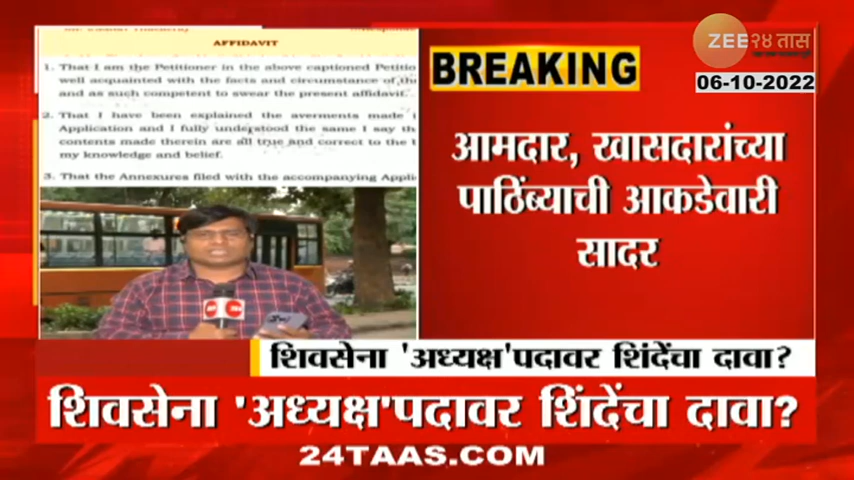 AFFIDAVIT
1. That I am the Petitioner in the above captioned Petitio
well acquainted with the facts and circumstance of thi
and as such competent to swear the present affidavit.
2. That I have been explained the averments made i
Application and I fully understood the same I say th
contents made therein are all true and correct to the
my knowledge and belief.
3. That the Annexures filed with the accompanying Appli
BREAKING
ZEE २४ तास
06-10-2022
आमदार, खासदारांच्या
पाठिंब्याची आकडेवारी
सादर
शिवसेना 'अध्यक्ष'पदावर शिंदेंचा दावा?
शिवसेना 'अध्यक्ष'पदावर शिंदेंचा दावा?
24TAAS.COM